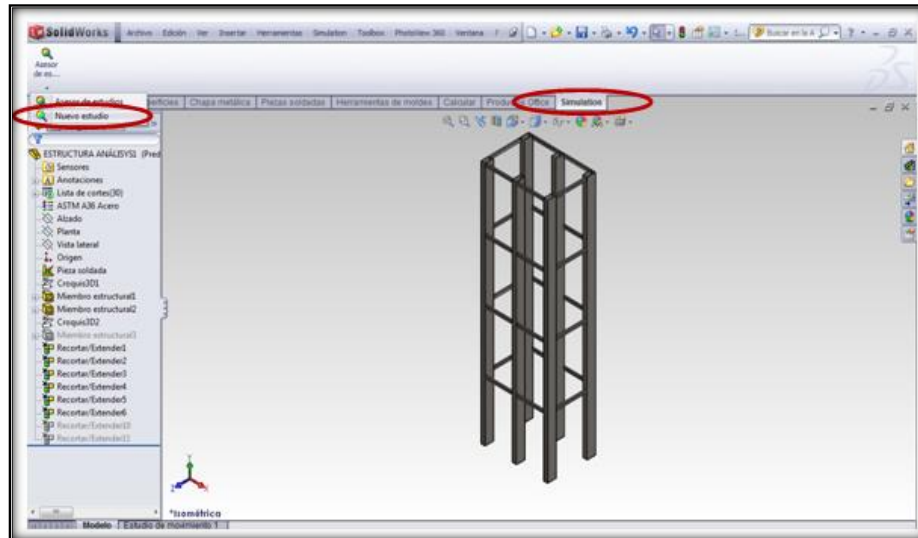 SolidWorks Archivo Edición Ver Insertar Herramientas Simulation Toolbox PhotoView 360 Ventana ?
Asesor
de es...
Asesor de estudios
Nuevo estudio
Chapa metálica Piezas soldadas Herramientas de moldes Calcular Office Simulation
ESTRUCTURA ANÁLISYS1 (Pred
Sensores
Anotaciones
Lista de cortes(30)
ASTM A36 Acero
Alzado
Planta
Vista lateral
Origen
Pieza soldada
Croquis3D1
Miembro estructural1
Miembro estructural2
Croquis3D2
Miembro estructural3
Recortar/Extender1
Recortar/Extender2
Recortar/Extender3
Recortar/Extender4
Recortar/Extender5
Recortar/Extender6
Recortar/Extender10
Recortar/Extender11
*Isométrica
Modelo Estudio de movimiento 1